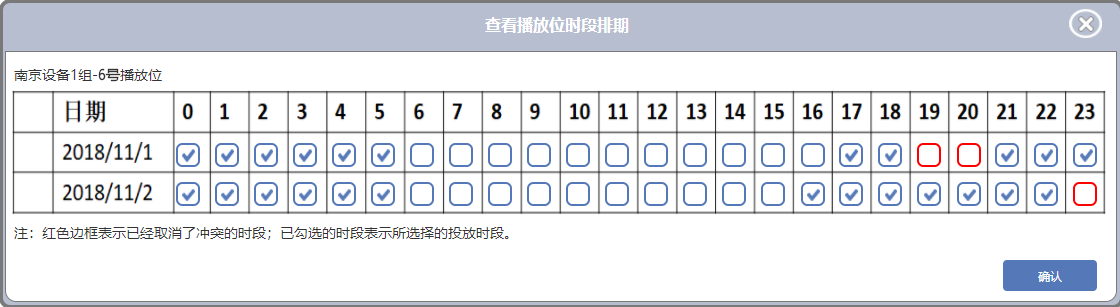 查看播放位时段排期
南京设备1组-6号播放位
日期 0 1 2 3 4 5 6 7 8 9 10 11 12 13 14 15 16 17 18 19 20 21 22 23
2018/11/1
2018/11/2
注：红色边框表示已经取消了冲突的时段；已勾选的时段表示所选择的投放时段。
确认